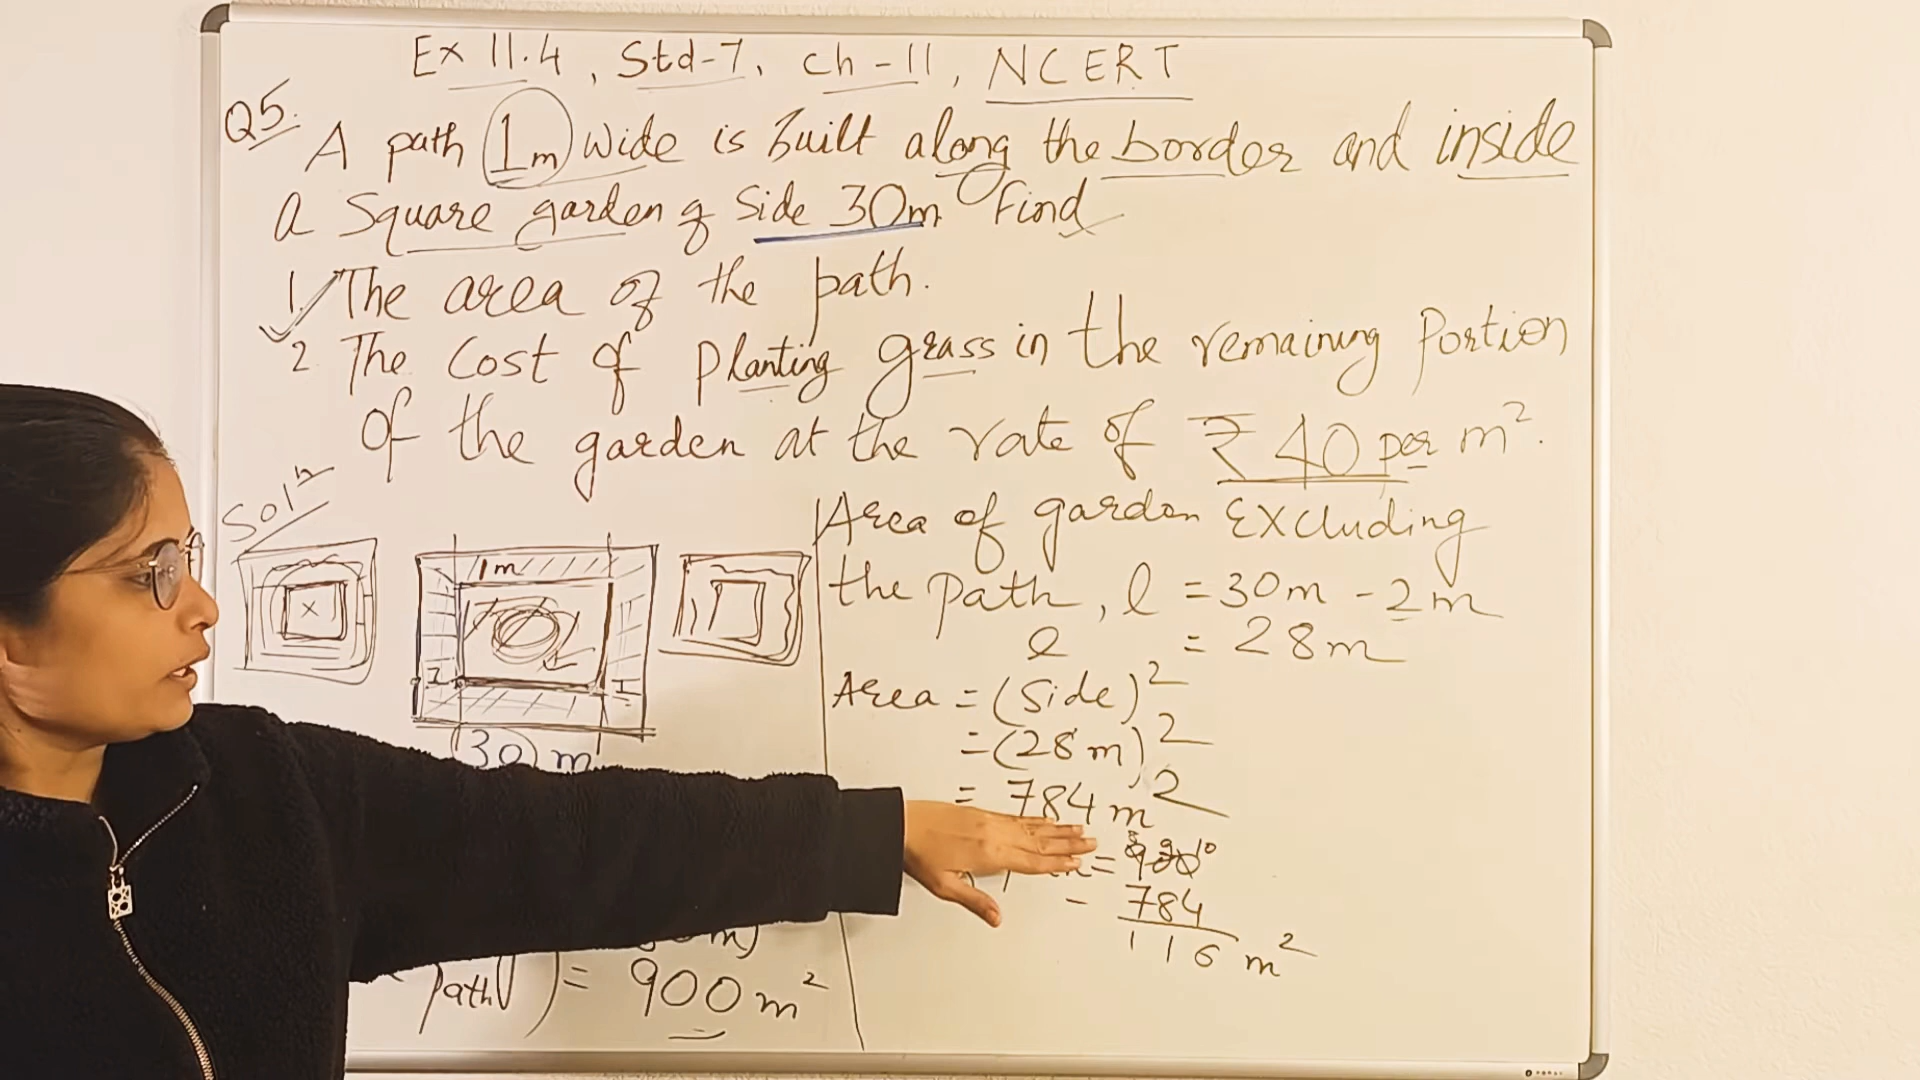 Ex 11.4, Std-7, Ch-11, NCERT
Q5.
A path 1m wide is built along the border and inside
a Square garden of Side 30m Find
1. The area of the path.
2. The cost of planting grass in the remaining Portion
of the garden at the rate of ₹ 40 per m².
Solⁿ
1m
30 m
path) = 900 m²
Area of garden Excluding
the path, l = 30m - 2m
l = 28m
Area = (Side)²
= (28m)²
= 784 m²
= 900
- 784
116 m²